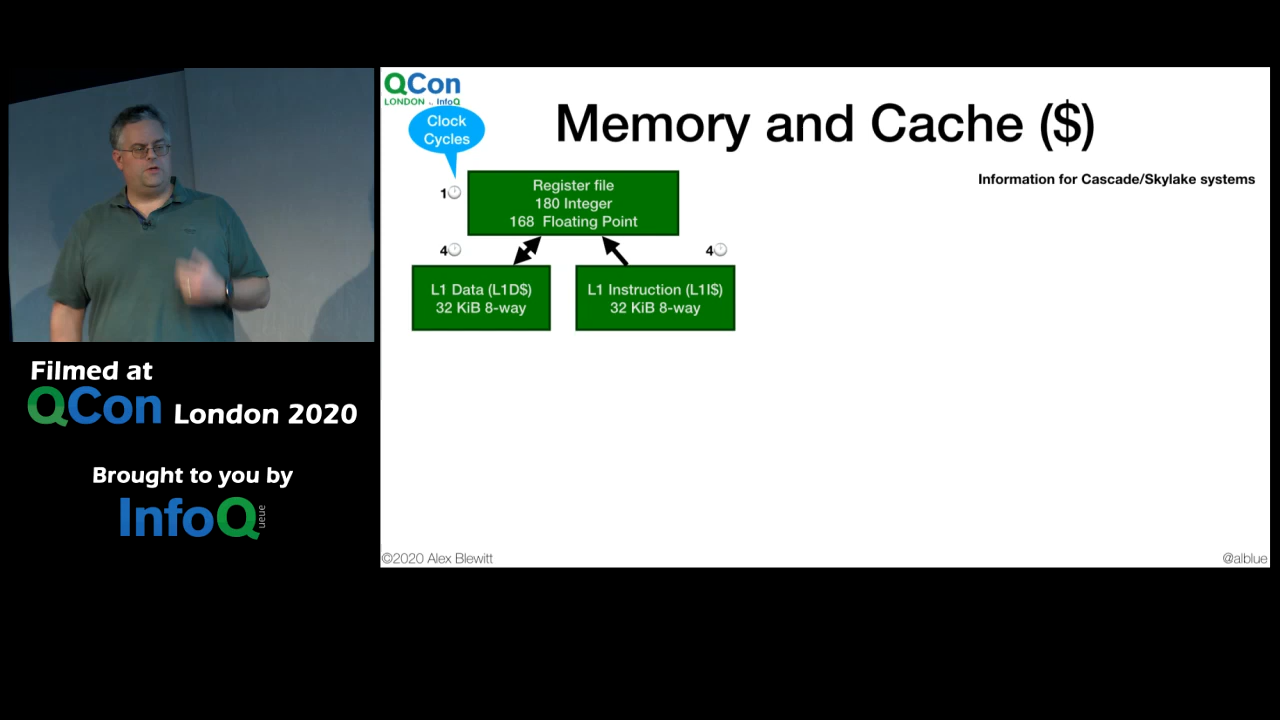 QCon
LONDON by InfoQ
Clock
Cycles
Memory and Cache ($)
Information for Cascade/Skylake systems
1
Register file
180 Integer
168 Floating Point
4
4
L1 Data (L1D$)
32 KiB 8-way
L1 Instruction (L1I$)
32 KiB 8-way
©2020 Alex Blewitt
@alblue
Filmed at
QCon London 2020
Brought to you by
InfoQueue